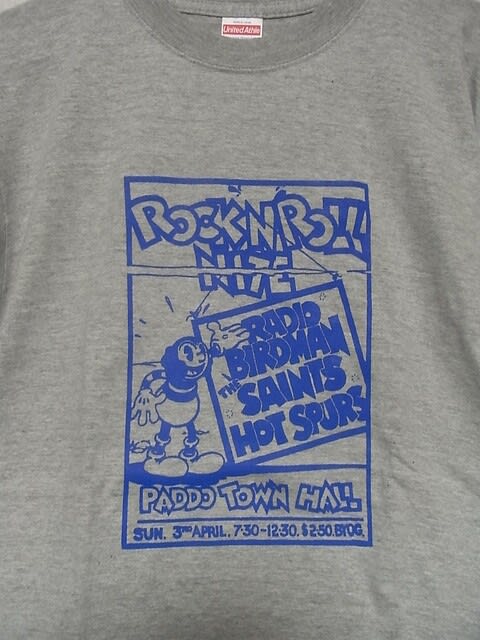 United Athle
ROCK'N'ROLL
NITE
RADIO
BIRDMAN
THE SAINTS
HOT SPURS
PADDO TOWN HALL
SUN. 3RD APRIL. 7·30-12·30. $2·50. BYOG.